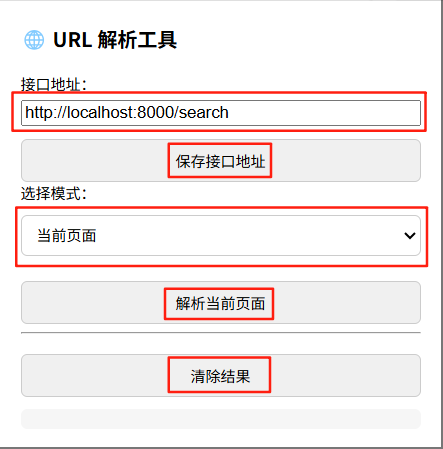 URL 解析工具
接口地址：
http://localhost:8000/search
保存接口地址
选择模式：
当前页面
解析当前页面
清除结果